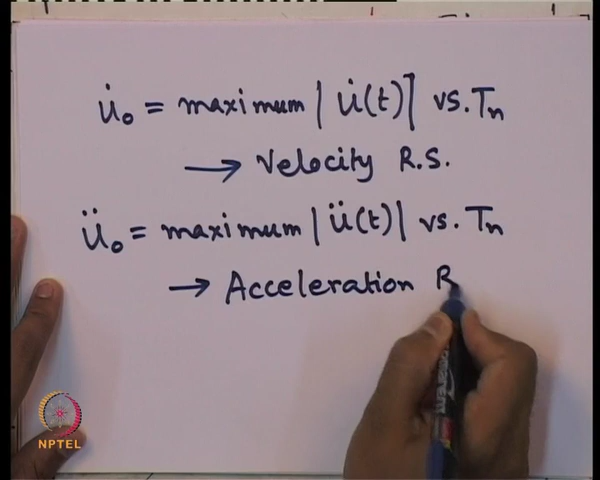 u̇₀ = maximum | u̇(t)| vs. Tn
→ Velocity R.S.
ü₀ = maximum |ü(t)| vs. Tn
→ Acceleration R
NPTEL